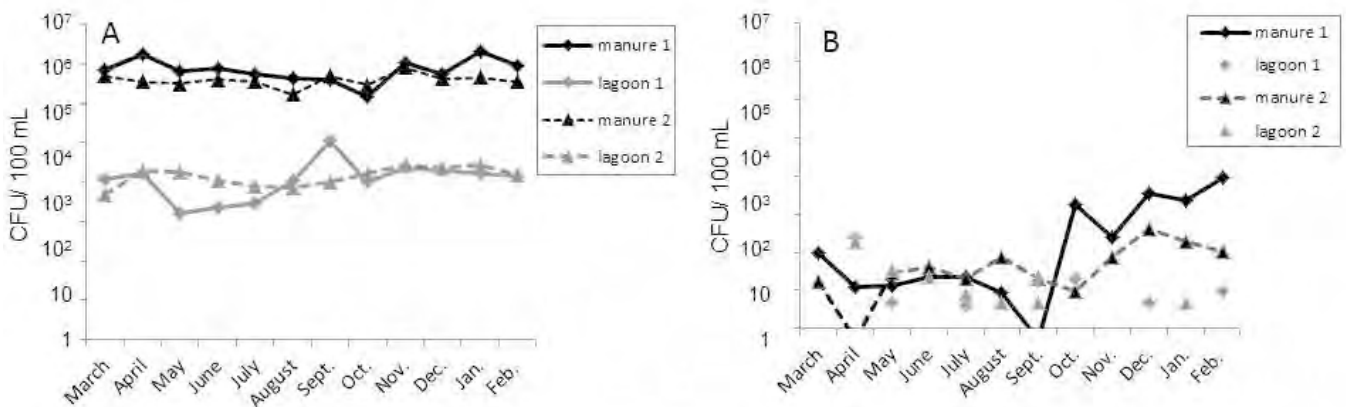 A
CFU/ 100 mL
10⁷
10⁶
10⁵
10⁴
10³
10²
10
1
March
April
May
June
July
August
Sept.
Oct.
Nov.
Dec.
Jan.
Feb.
manure 1
lagoon 1
manure 2
lagoon 2
B
CFU/ 100 mL
10⁷
10⁶
10⁵
10⁴
10³
10²
10
1
March
April
May
June
July
August
Sept.
Oct.
Nov.
Dec.
Jan.
Feb.
manure 1
lagoon 1
manure 2
lagoon 2